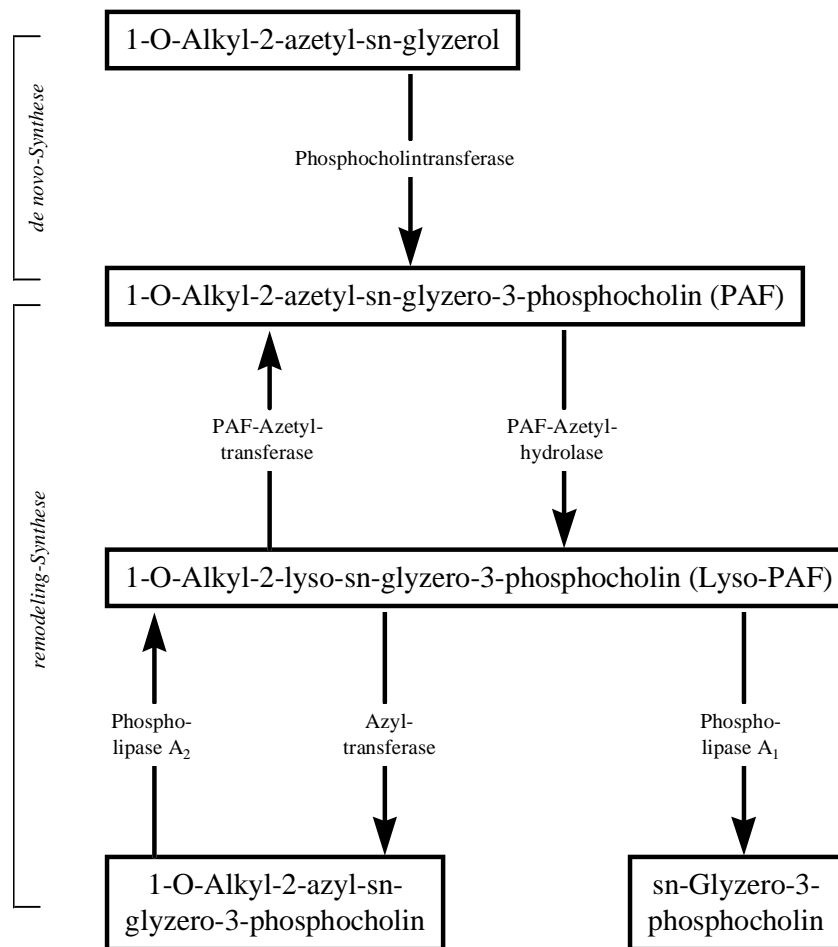 1-O-Alkyl-2-azetyl-sn-glyzerol
de novo-Synthese
Phosphocholintransferase
1-O-Alkyl-2-azetyl-sn-glyzero-3-phosphocholin (PAF)
remodeling-Synthese
PAF-Azetyl-
transferase
PAF-Azetyl-
hydrolase
1-O-Alkyl-2-lyso-sn-glyzero-3-phosphocholin (Lyso-PAF)
Phospho-
lipase A₂
Azyl-
transferase
Phospho-
lipase A₁
1-O-Alkyl-2-azyl-sn-
glyzero-3-phosphocholin
sn-Glyzero-3-
phosphocholin